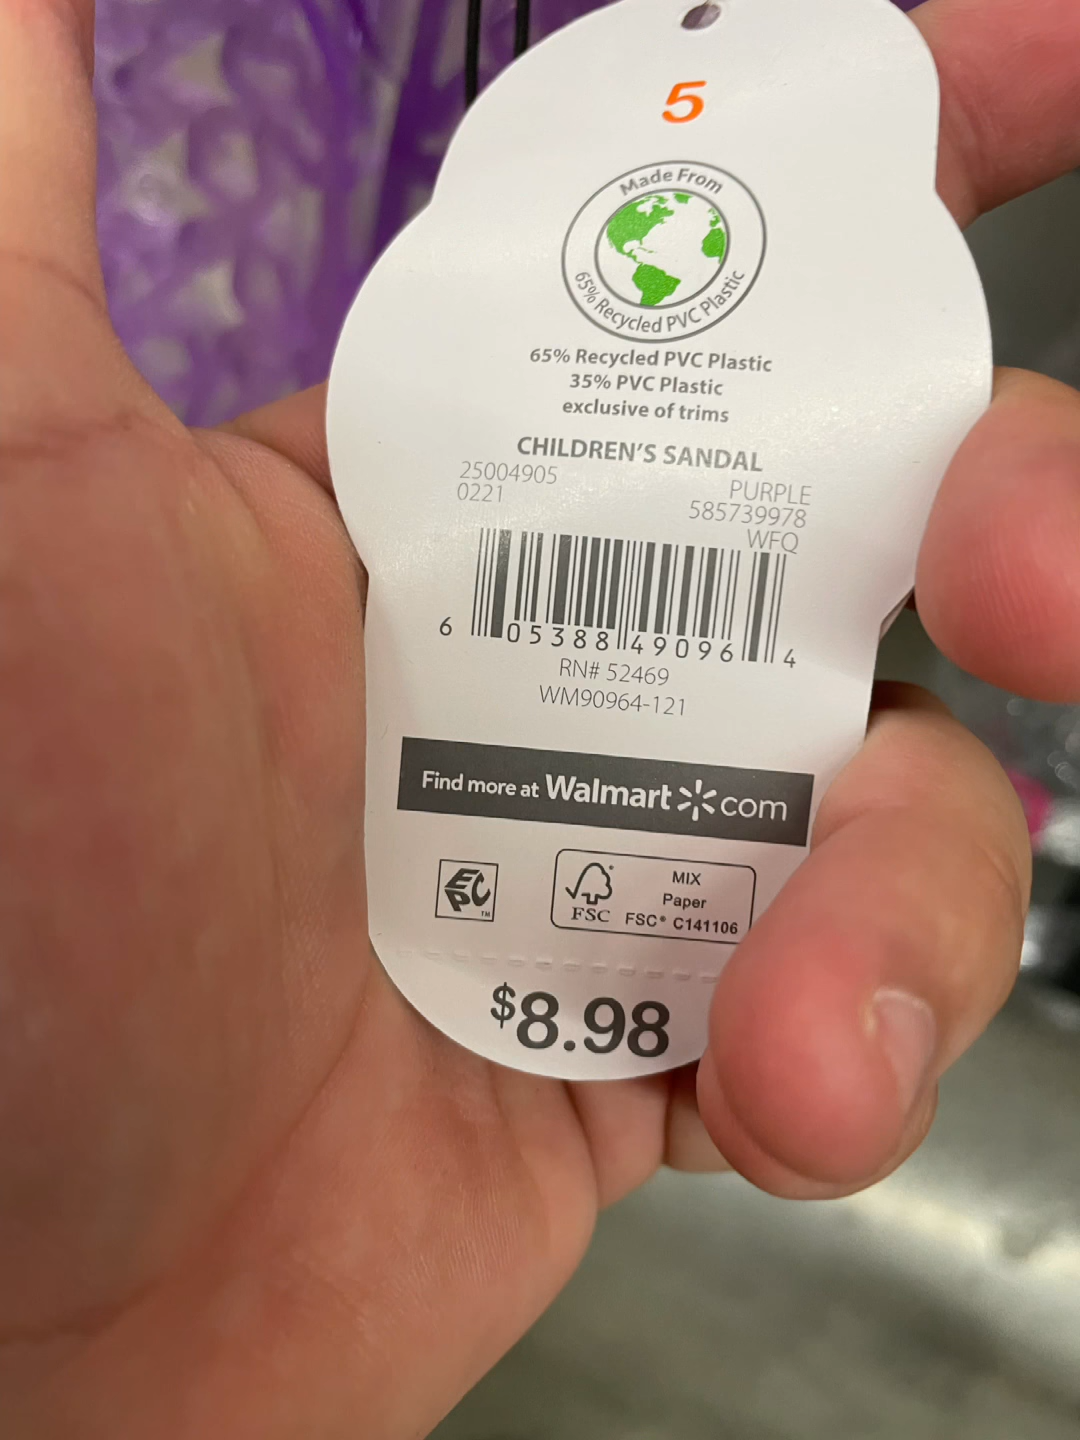 5
Made From
65% Recycled PVC Plastic
65% Recycled PVC Plastic
35% PVC Plastic
exclusive of trims
CHILDREN'S SANDAL
25004905 PURPLE
0221 585739978
WFQ
6 05388 49096 4
RN# 52469
WM90964-121
Find more at Walmart com
EPC TM
MIX
Paper
FSC FSC® C141106
$8.98